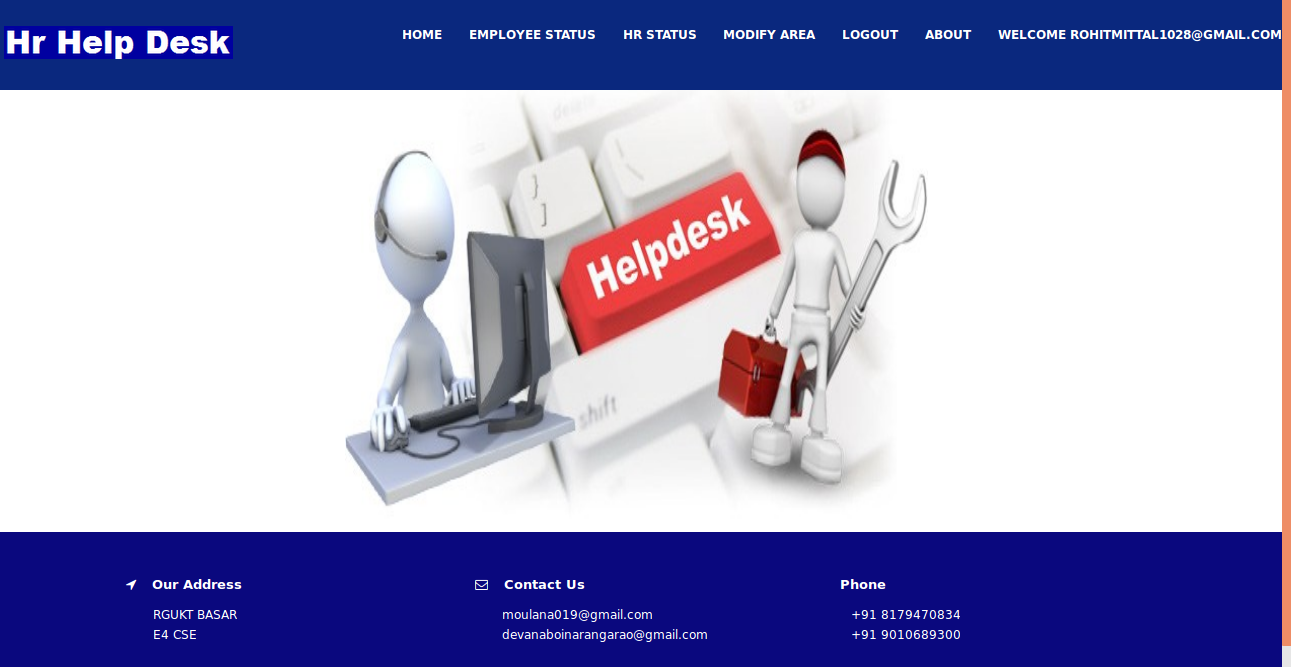 Hr Help Desk
HOME EMPLOYEE STATUS HR STATUS MODIFY AREA LOGOUT ABOUT WELCOME ROHITMITTAL1028@GMAIL.COM
delete
}
]
Helpdesk
shift
Our Address
RGUKT BASAR
E4 CSE
Contact Us
moulana019@gmail.com
devanaboinarangarao@gmail.com
Phone
+91 8179470834
+91 9010689300